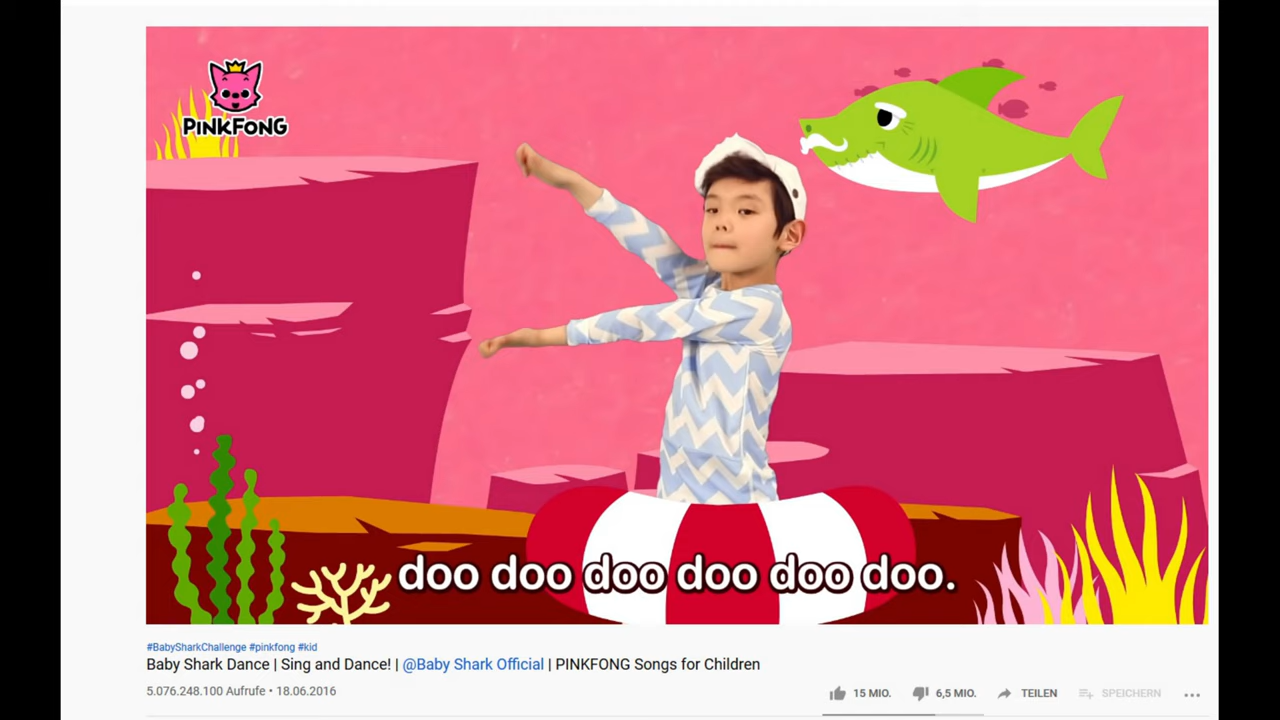 PINKFONG
doo doo doo doo doo doo.
#BabySharkChallenge #pinkfong #kid
Baby Shark Dance | Sing and Dance! | @Baby Shark Official | PINKFONG Songs for Children
5.076.248.100 Aufrufe • 18.06.2016
15 MIO. 6,5 MIO. TEILEN SPEICHERN